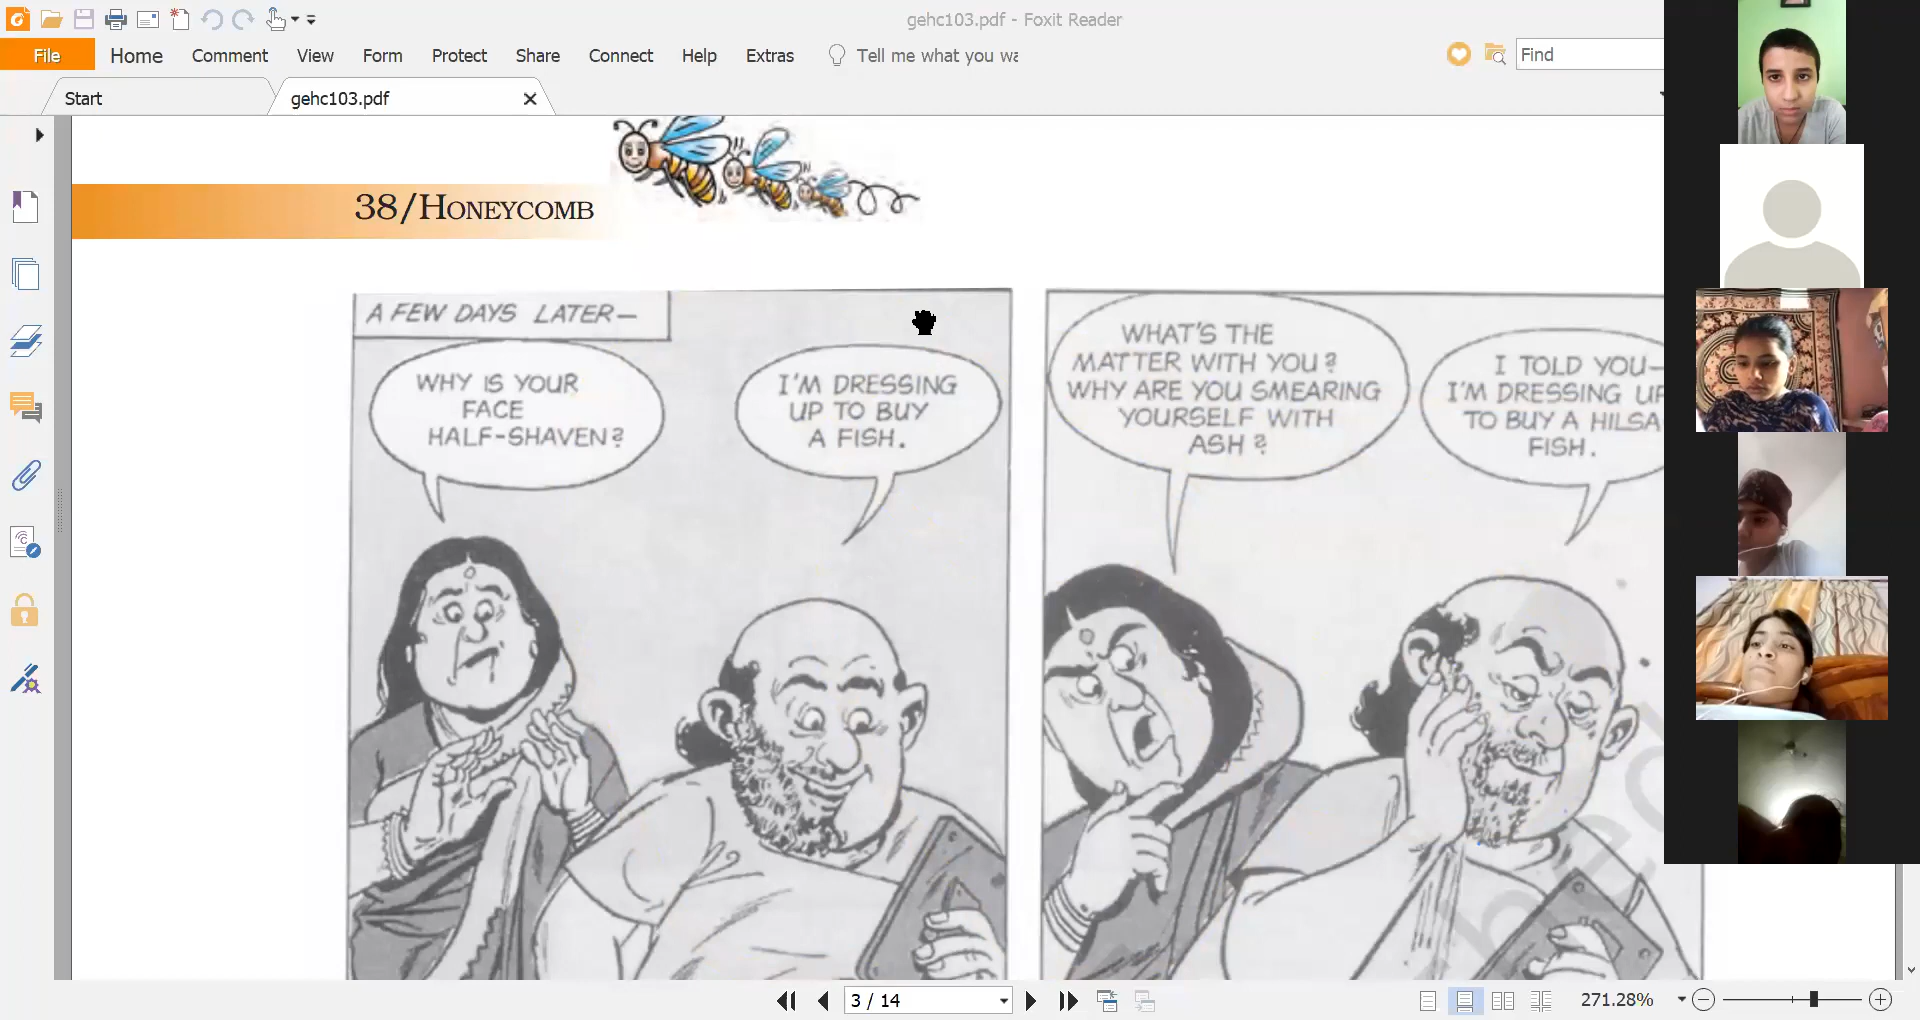 gehc103.pdf - Foxit Reader
File Home Comment View Form Protect Share Connect Help Extras Tell me what you wa Find
Start gehc103.pdf
38/HONEYCOMB
A FEW DAYS LATER—
WHY IS YOUR
FACE
HALF-SHAVEN?
I'M DRESSING
UP TO BUY
A FISH.
WHAT'S THE
MATTER WITH YOU?
WHY ARE YOU SMEARING
YOURSELF WITH
ASH?
I TOLD YOU—
I'M DRESSING UP
TO BUY A HILSA
FISH.
3 / 14
271.28%